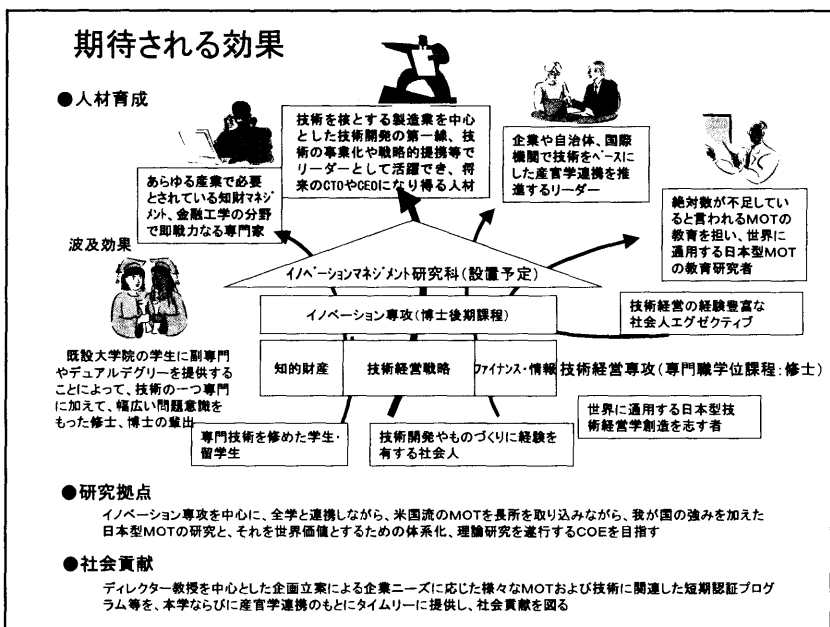 期待される効果
●人材育成
技術を核とする製造業を中心
とした技術開発の第一線、技
術の事業化や戦略的提携等で
リーダーとして活躍でき、将
来のCTOやCEOになり得る人材
企業や自治体、国際
機関で技術をベースに
した産官学連携を推
進するリーダー
あらゆる産業で必要
とされている知財マネジ
メント、金融工学の分野
で即戦力なる専門家
絶対数が不足してい
ると言われるMOTの
教育を担い、世界に
通用する日本型MOT
の教育研究者
波及効果
既設大学院の学生に副専門
やデュアルデグリーを提供する
ことによって、技術の一つ専門
に加えて、幅広い問題意識を
もった修士、博士の輩出
イノベーションマネジメント研究科(設置予定)
イノベーション専攻(博士後期課程)
技術経営の経験豊富な
社会人エグゼクティブ
知的財産
技術経営戦略
ファイナンス・情報
技術経営専攻(専門職学位課程:修士)
専門技術を修めた学生・
留学生
技術開発やものづくりに経験を
有する社会人
世界に通用する日本型技
術経営学創造を志す者
●研究拠点
イノベーション専攻を中心に、全学と連携しながら、米国流のMOTを長所を取り込みながら、我が国の強みを加えた
日本型MOTの研究と、それを世界価値とするための体系化、理論研究を遂行するCOEを目指す
●社会貢献
ディレクター教授を中心とした企画立案による企業ニーズに応じた様々なMOTおよび技術に関連した短期認証プログ
ラム等を、本学ならびに産官学連携のもとにタイムリーに提供し、社会貢献を図る